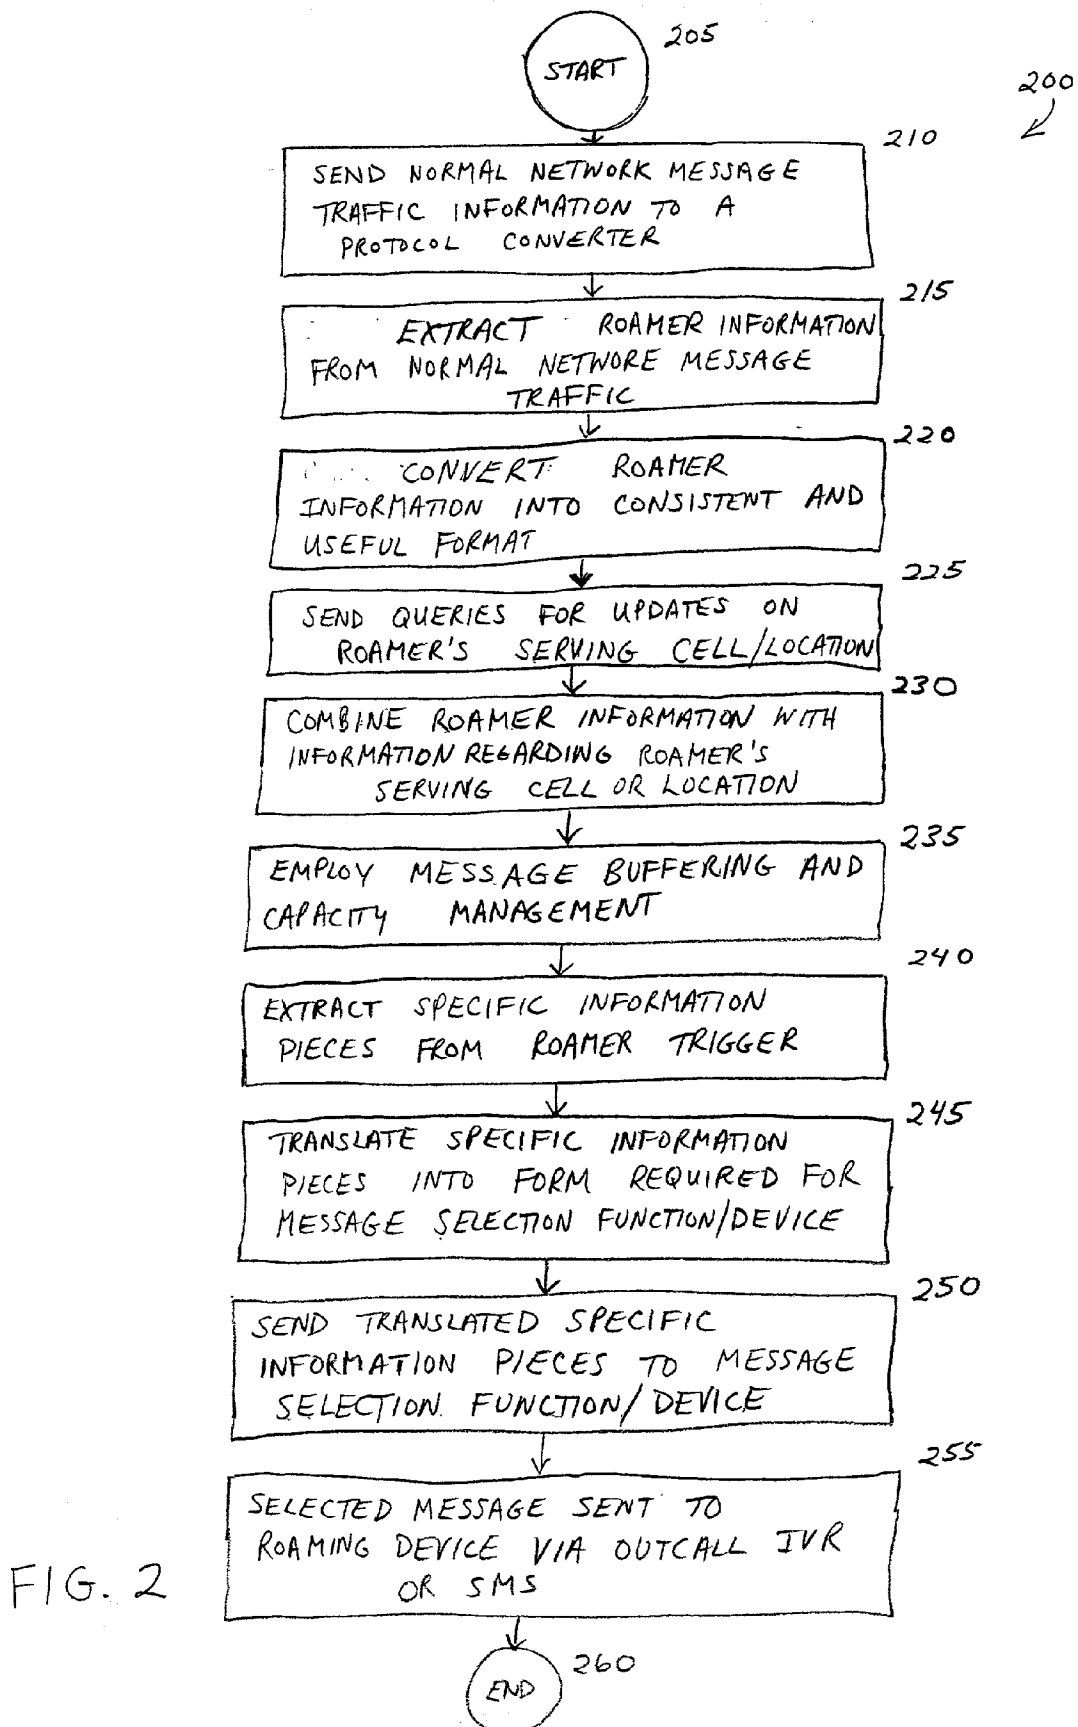 205
START
200
210
SEND NORMAL NETWORK MESSAGE
TRAFFIC INFORMATION TO A
PROTOCOL CONVERTER
215
EXTRACT ROAMER INFORMATION
FROM NORMAL NETWORE MESSAGE
TRAFFIC
220
CONVERT ROAMER
INFORMATION INTO CONSISTENT AND
USEFUL FORMAT
225
SEND QUERIES FOR UPDATES ON
ROAMER'S SERVING CELL/LOCATION
230
COMBINE ROAMER INFORMATION WITH
INFORMATION REGARDING ROAMER'S
SERVING CELL OR LOCATION
235
EMPLOY MESSAGE BUFFERING AND
CAPACITY MANAGEMENT
240
EXTRACT SPECIFIC INFORMATION
PIECES FROM ROAMER TRIGGER
245
TRANSLATE SPECIFIC INFORMATION
PIECES INTO FORM REQUIRED FOR
MESSAGE SELECTION FUNCTION/DEVICE
250
SEND TRANSLATED SPECIFIC
INFORMATION PIECES TO MESSAGE
SELECTION FUNCTION/DEVICE
255
SELECTED MESSAGE SENT TO
ROAMING DEVICE VIA OUTCALL IVR
OR SMS
FIG. 2
260
END